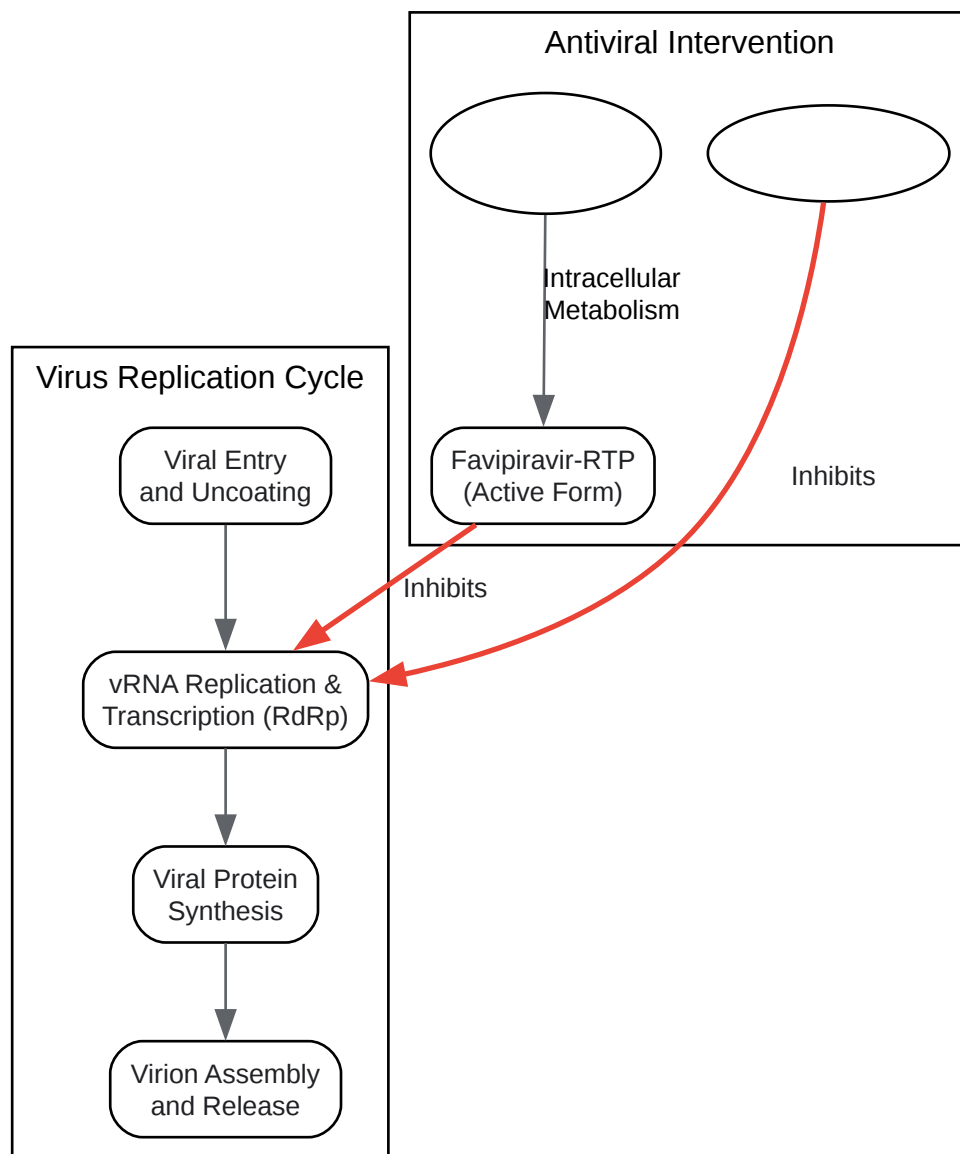 Antiviral Intervention
Intracellular
Metabolism
Favipiravir-RTP
(Active Form)
Inhibits
Inhibits
Virus Replication Cycle
Viral Entry
and Uncoating
vRNA Replication &
Transcription (RdRp)
Viral Protein
Synthesis
Virion Assembly
and Release